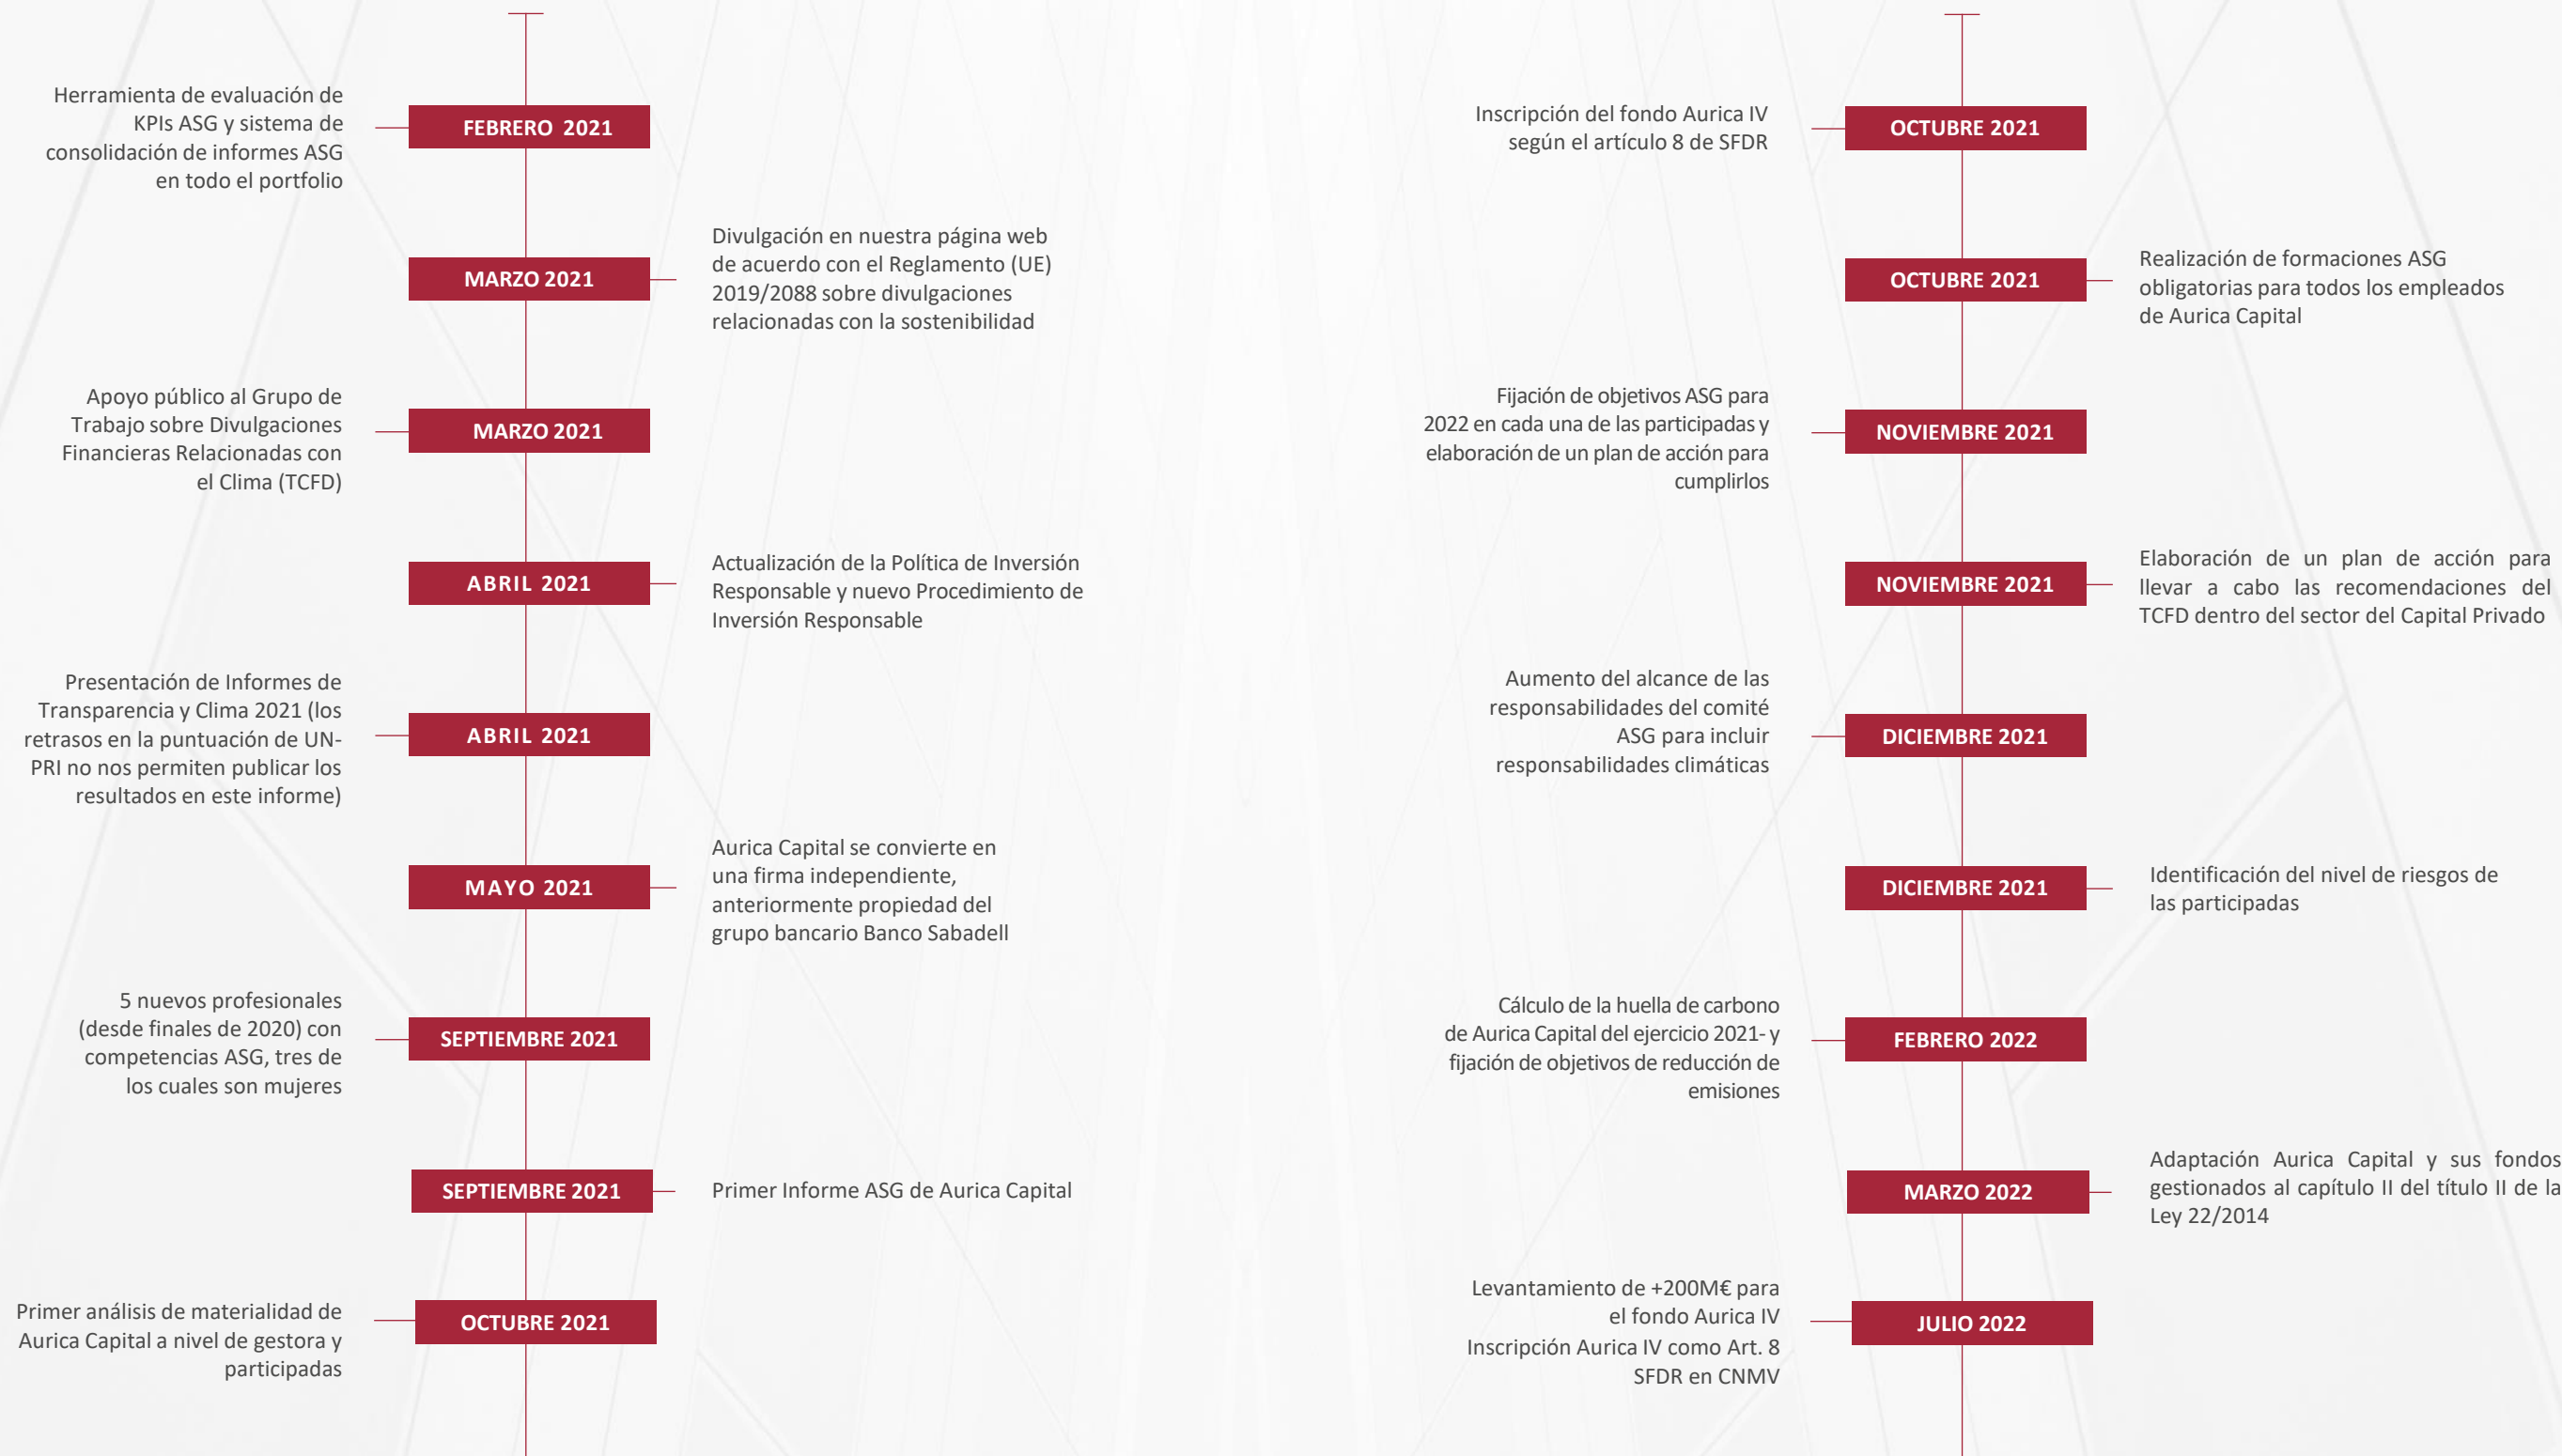 FEBRERO 2021
Herramienta de evaluación de
KPIs ASG y sistema de
consolidación de informes ASG
en todo el portfolio
MARZO 2021
Divulgación en nuestra página web
de acuerdo con el Reglamento (UE)
2019/2088 sobre divulgaciones
relacionadas con la sostenibilidad
MARZO 2021
Apoyo público al Grupo de
Trabajo sobre Divulgaciones
Financieras Relacionadas con
el Clima (TCFD)
ABRIL 2021
Actualización de la Política de Inversión
Responsable y nuevo Procedimiento de
Inversión Responsable
ABRIL 2021
Presentación de Informes de
Transparencia y Clima 2021 (los
retrasos en la puntuación de UN-
PRI no nos permiten publicar los
resultados en este informe)
MAYO 2021
Aurica Capital se convierte en
una firma independiente,
anteriormente propiedad del
grupo bancario Banco Sabadell
SEPTIEMBRE 2021
5 nuevos profesionales
(desde finales de 2020) con
competencias ASG, tres de
los cuales son mujeres
SEPTIEMBRE 2021
Primer Informe ASG de Aurica Capital
OCTUBRE 2021
Primer análisis de materialidad de
Aurica Capital a nivel de gestora y
participadas
OCTUBRE 2021
Inscripción del fondo Aurica IV
según el artículo 8 de SFDR
OCTUBRE 2021
Realización de formaciones ASG
obligatorias para todos los empleados
de Aurica Capital
NOVIEMBRE 2021
Fijación de objetivos ASG para
2022 en cada una de las participadas y
elaboración de un plan de acción para
cumplirlos
NOVIEMBRE 2021
Elaboración de un plan de acción para
llevar a cabo las recomendaciones del
TCFD dentro del sector del Capital Privado
DICIEMBRE 2021
Aumento del alcance de las
responsabilidades del comité
ASG para incluir
responsabilidades climáticas
DICIEMBRE 2021
Identificación del nivel de riesgos de
las participadas
FEBRERO 2022
Cálculo de la huella de carbono
de Aurica Capital del ejercicio 2021- y
fijación de objetivos de reducción de
emisiones
MARZO 2022
Adaptación Aurica Capital y sus fondos
gestionados al capítulo II del título II de la
Ley 22/2014
JULIO 2022
Levantamiento de +200M€ para
el fondo Aurica IV
Inscripción Aurica IV como Art. 8
SFDR en CNMV